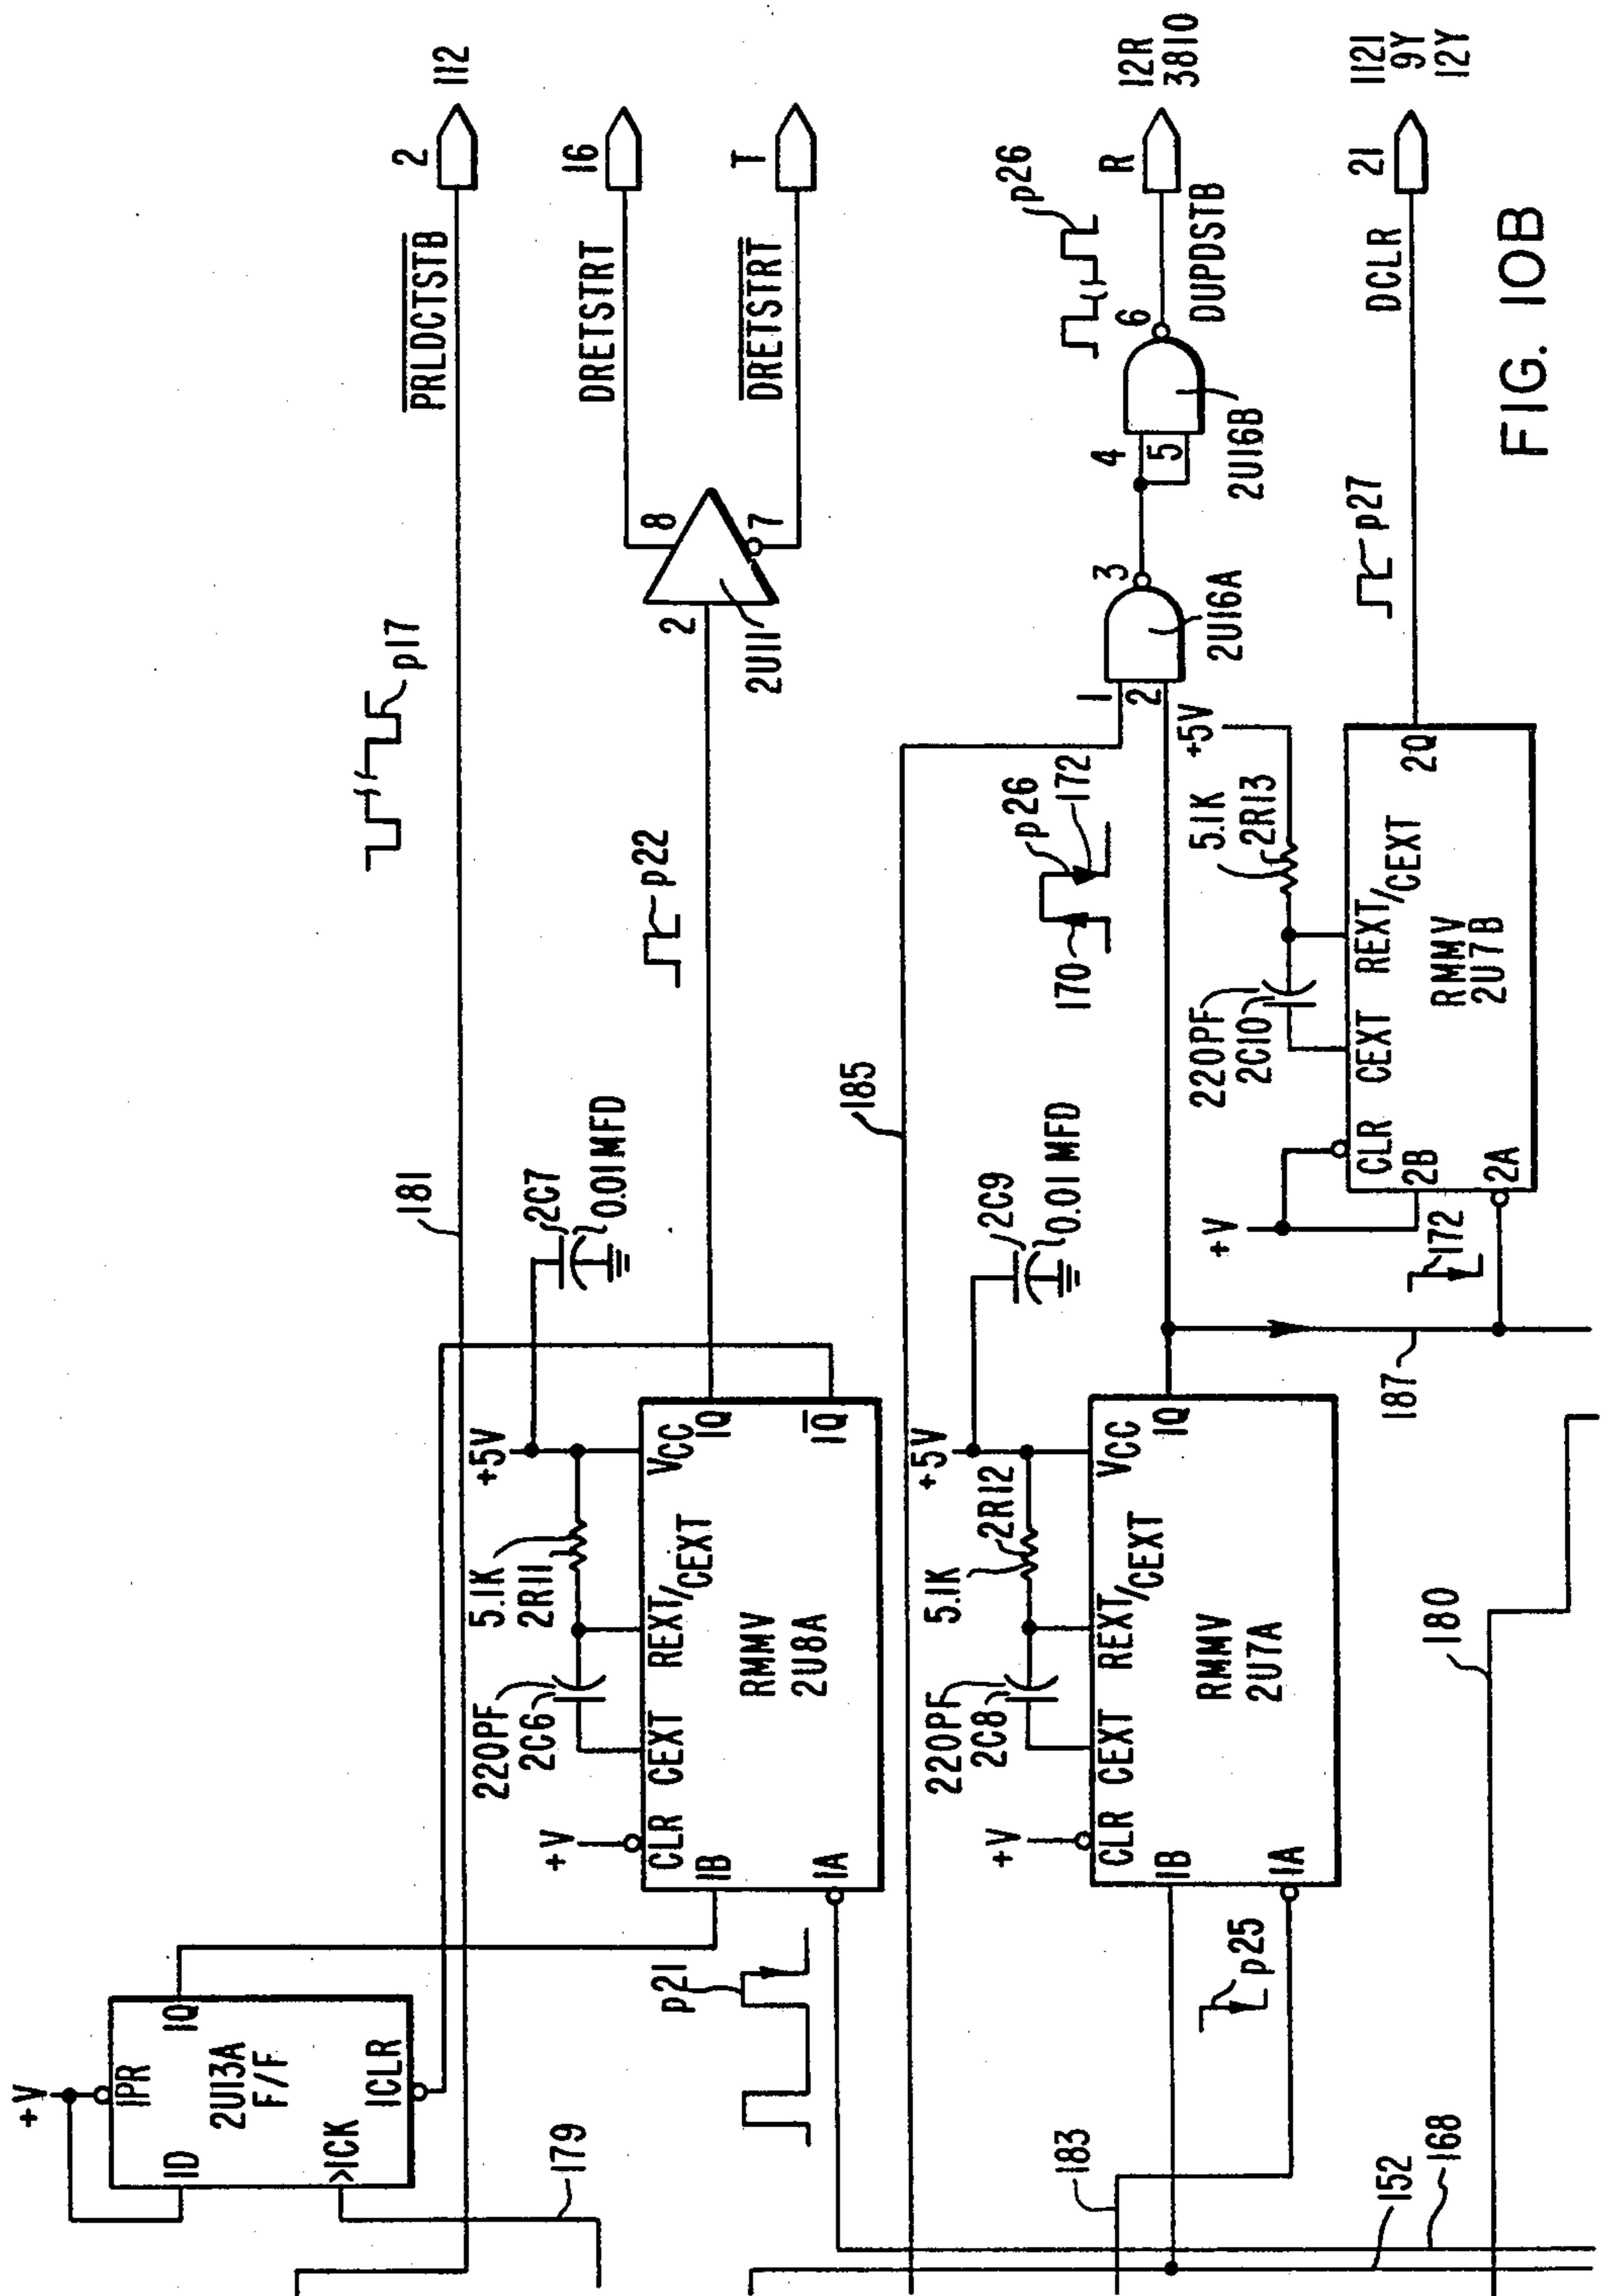 +V
1PR
1D
1Q
2U13A
F/F
>1CK
1CLR
179
181
p17
PRLDCTSTB
2
112
+5V
2C7
0.01MFD
220PF
2C6
5.1K
2R11
+V
CLR
CEXT
REXT/CEXT
VCC
1B
1Q
RMMV
2U8A
1A
1Q
p21
p22
2
8
7
2U11
DRETSTRT
16
DRETSTRT
T
185
+5V
2C9
0.01MFD
220PF
2C8
5.1K
2R12
+V
CLR
CEXT
REXT/CEXT
VCC
1B
1Q
RMMV
2U7A
1A
p25
183
152
168
180
187
170
p26
172
1
2
3
2U16A
4
5
6
2U16B
p26
DUPDSTB
R
12R
3810
+V
172
220PF
2C10
5.1K
2R13
+5V
CLR
CEXT
REXT/CEXT
2B
2Q
2A
RMMV
2U7B
p27
DCLR
21
1121
9Y
12Y
FIG. 10B